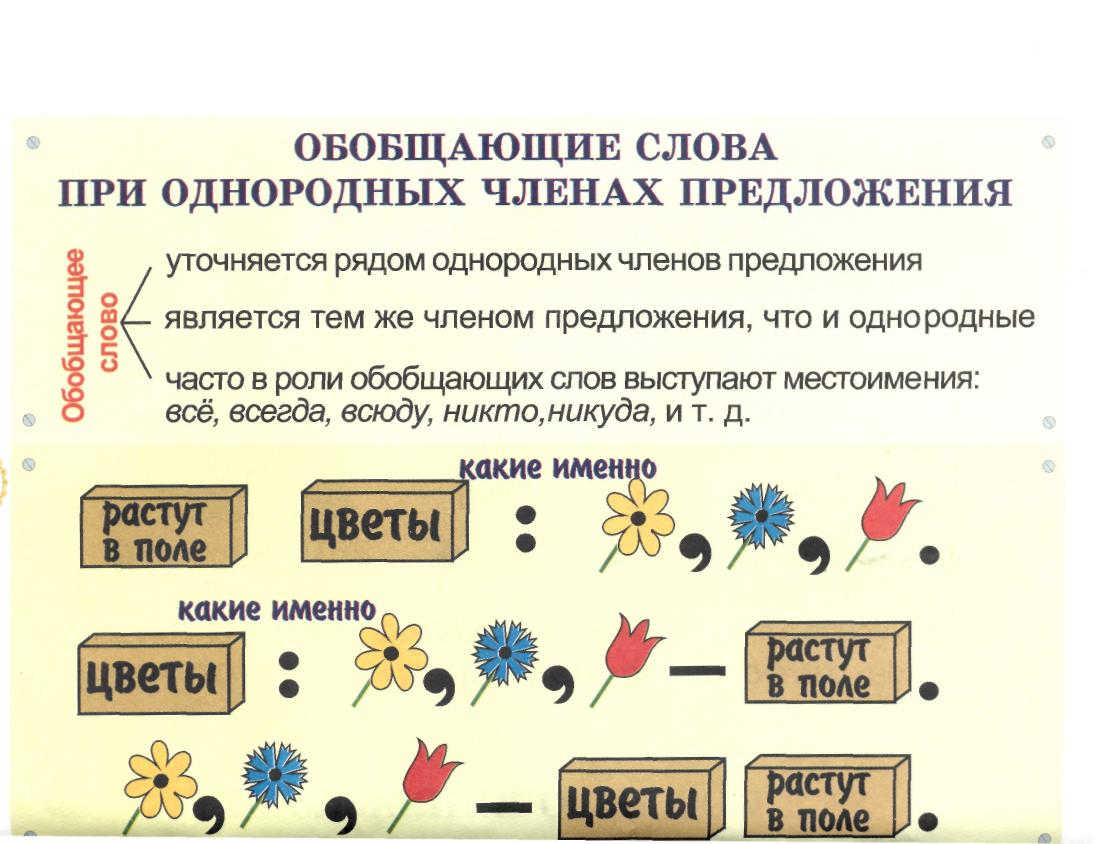 ОБОБЩАЮЩИЕ СЛОВА
ПРИ ОДНОРОДНЫХ ЧЛЕНАХ ПРЕДЛОЖЕНИЯ
Обобщающее
слово
уточняется рядом однородных членов предложения
является тем же членом предложения, что и однородные
часто в роли обобщающих слов выступают местоимения:
всё, всегда, всюду, никто,никуда, и т. д.
какие именно
растут
в поле
цветы : , , .
какие именно
цветы : , , —
растут
в поле .
, , — цветы
растут
в поле .